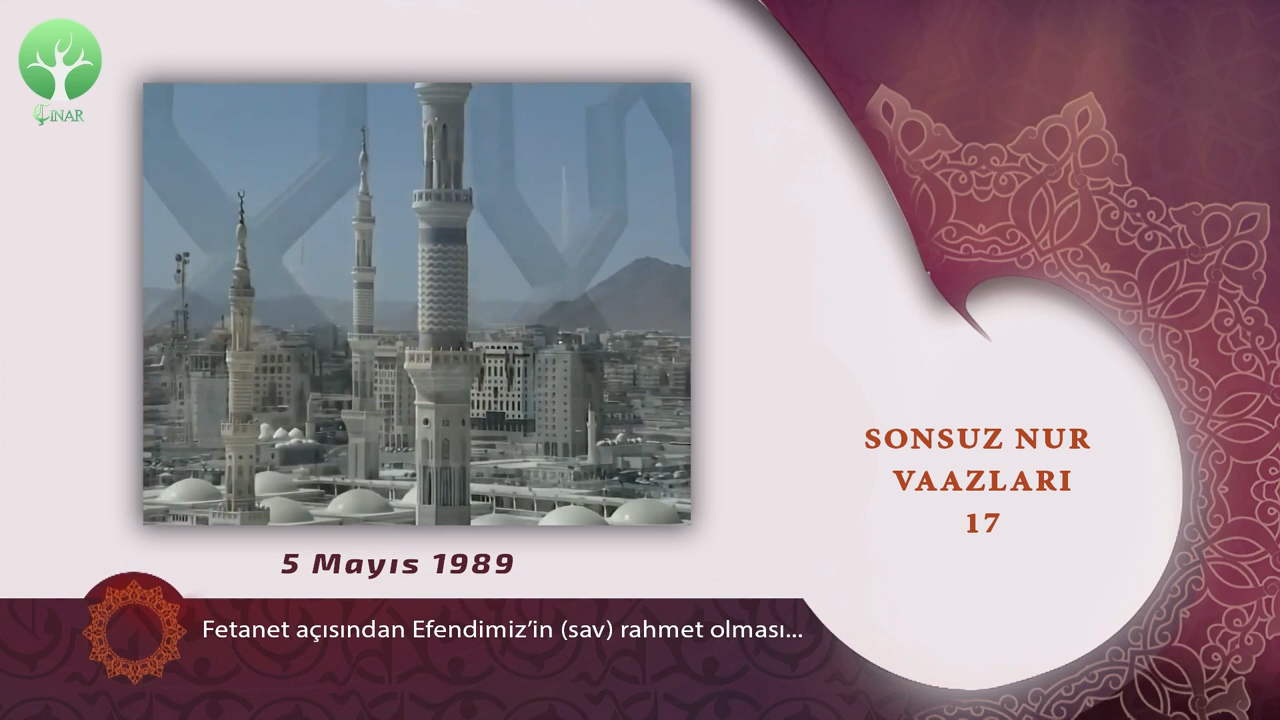 ÇINAR
5 Mayıs 1989
SONSUZ NUR
VAAZLARI
17
Fetanet açısından Efendimiz’in (sav) rahmet olması...